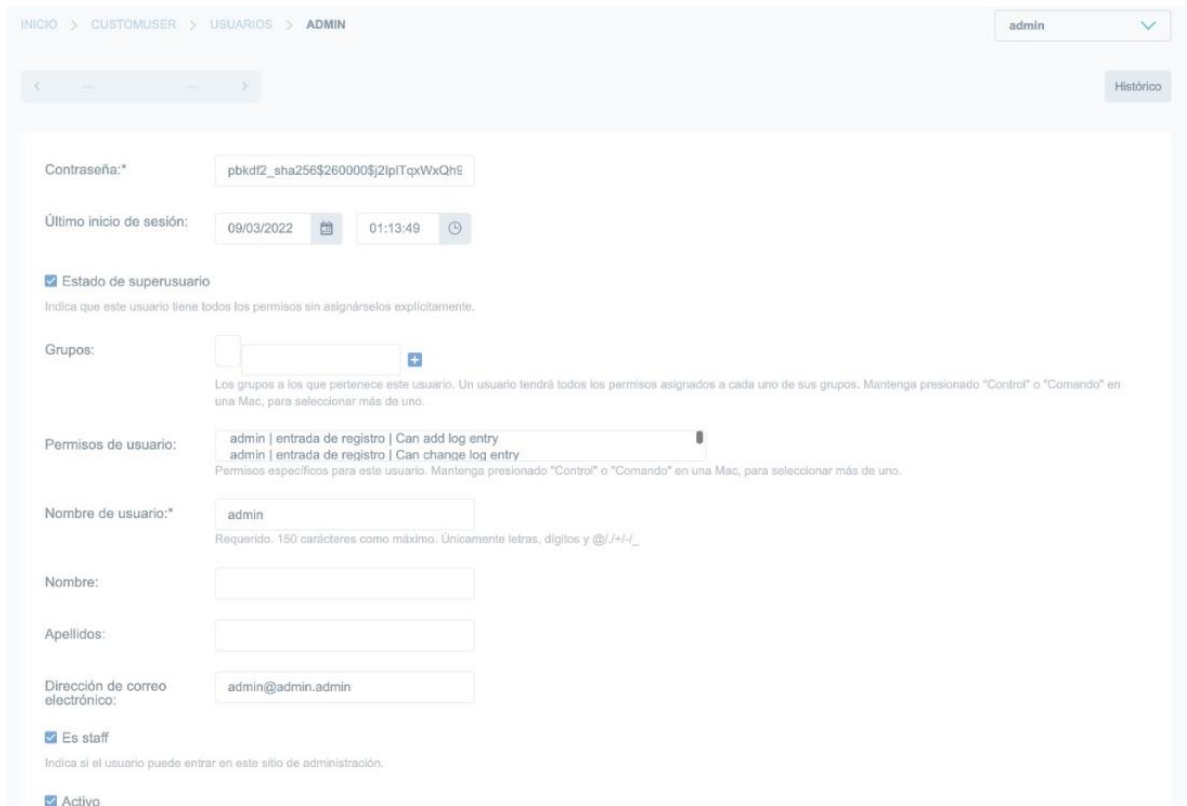 INICIO > CUSTOMUSER > USUARIOS > ADMIN
admin
Histórico
Contraseña:*
pbkdf2_sha256$260000$j2IpITqxWxQh9
Último inicio de sesión:
09/03/2022
01:13:49
Estado de superusuario
Indica que este usuario tiene todos los permisos sin asignárselos explícitamente.
Grupos:
Los grupos a los que pertenece este usuario. Un usuario tendrá todos los permisos asignados a cada uno de sus grupos. Mantenga presionado "Control" o "Comando" en
una Mac, para seleccionar más de uno.
Permisos de usuario:
admin | entrada de registro | Can add log entry
admin | entrada de registro | Can change log entry
Permisos específicos para este usuario. Mantenga presionado "Control" o "Comando" en una Mac, para seleccionar más de uno.
Nombre de usuario:*
admin
Requerido. 150 carácteres como máximo. Únicamente letras, dígitos y @/./+/-/_
Nombre:
Apellidos:
Dirección de correo
electrónico:
admin@admin.admin
Es staff
Indica si el usuario puede entrar en este sitio de administración.
Activo